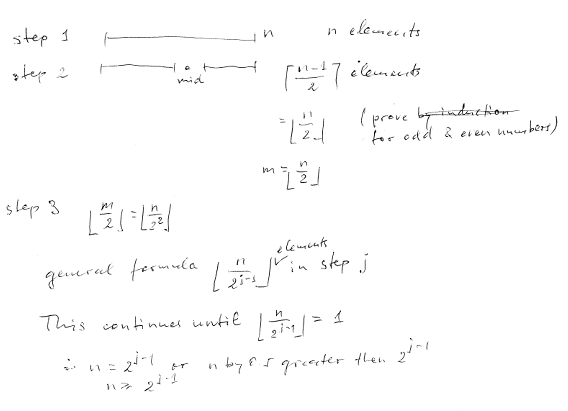 step 1 n n elements
step 2 mid ⌈n-1/2⌉ elements
= ⌊n/2⌋ (prove by induction
for odd & even numbers)
m = ⌊n/2⌋
step 3 ⌊m/2⌋ = ⌊n/2²⌋
general formula ⌊n/2^(j-1)⌋ elements in step j
This continues until ⌊n/2^(j-1)⌋ = 1
∴ n = 2^(j-1) or n greater then 2^(j-1)
n ≥ 2^(j-1)